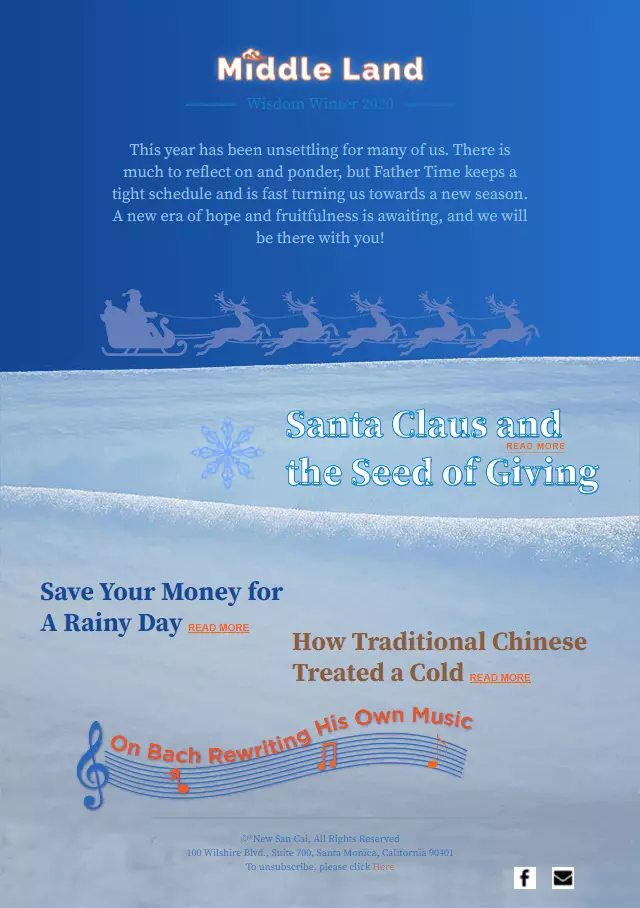 Middle Land
Wisdom Winter 2020
This year has been unsettling for many of us. There is
much to reflect on and ponder, but Father Time keeps a
tight schedule and is fast turning us towards a new season.
A new era of hope and fruitfulness is awaiting, and we will
be there with you!
Santa Claus and
READ MORE
the Seed of Giving
Save Your Money for
A Rainy Day READ MORE
How Traditional Chinese
Treated a Cold READ MORE
On Bach Rewriting His Own Music
New San Cai, All Rights Reserved
100 Wilshire Blvd., Suite 700, Santa Monica, California 90401
To unsubscribe, please click Here